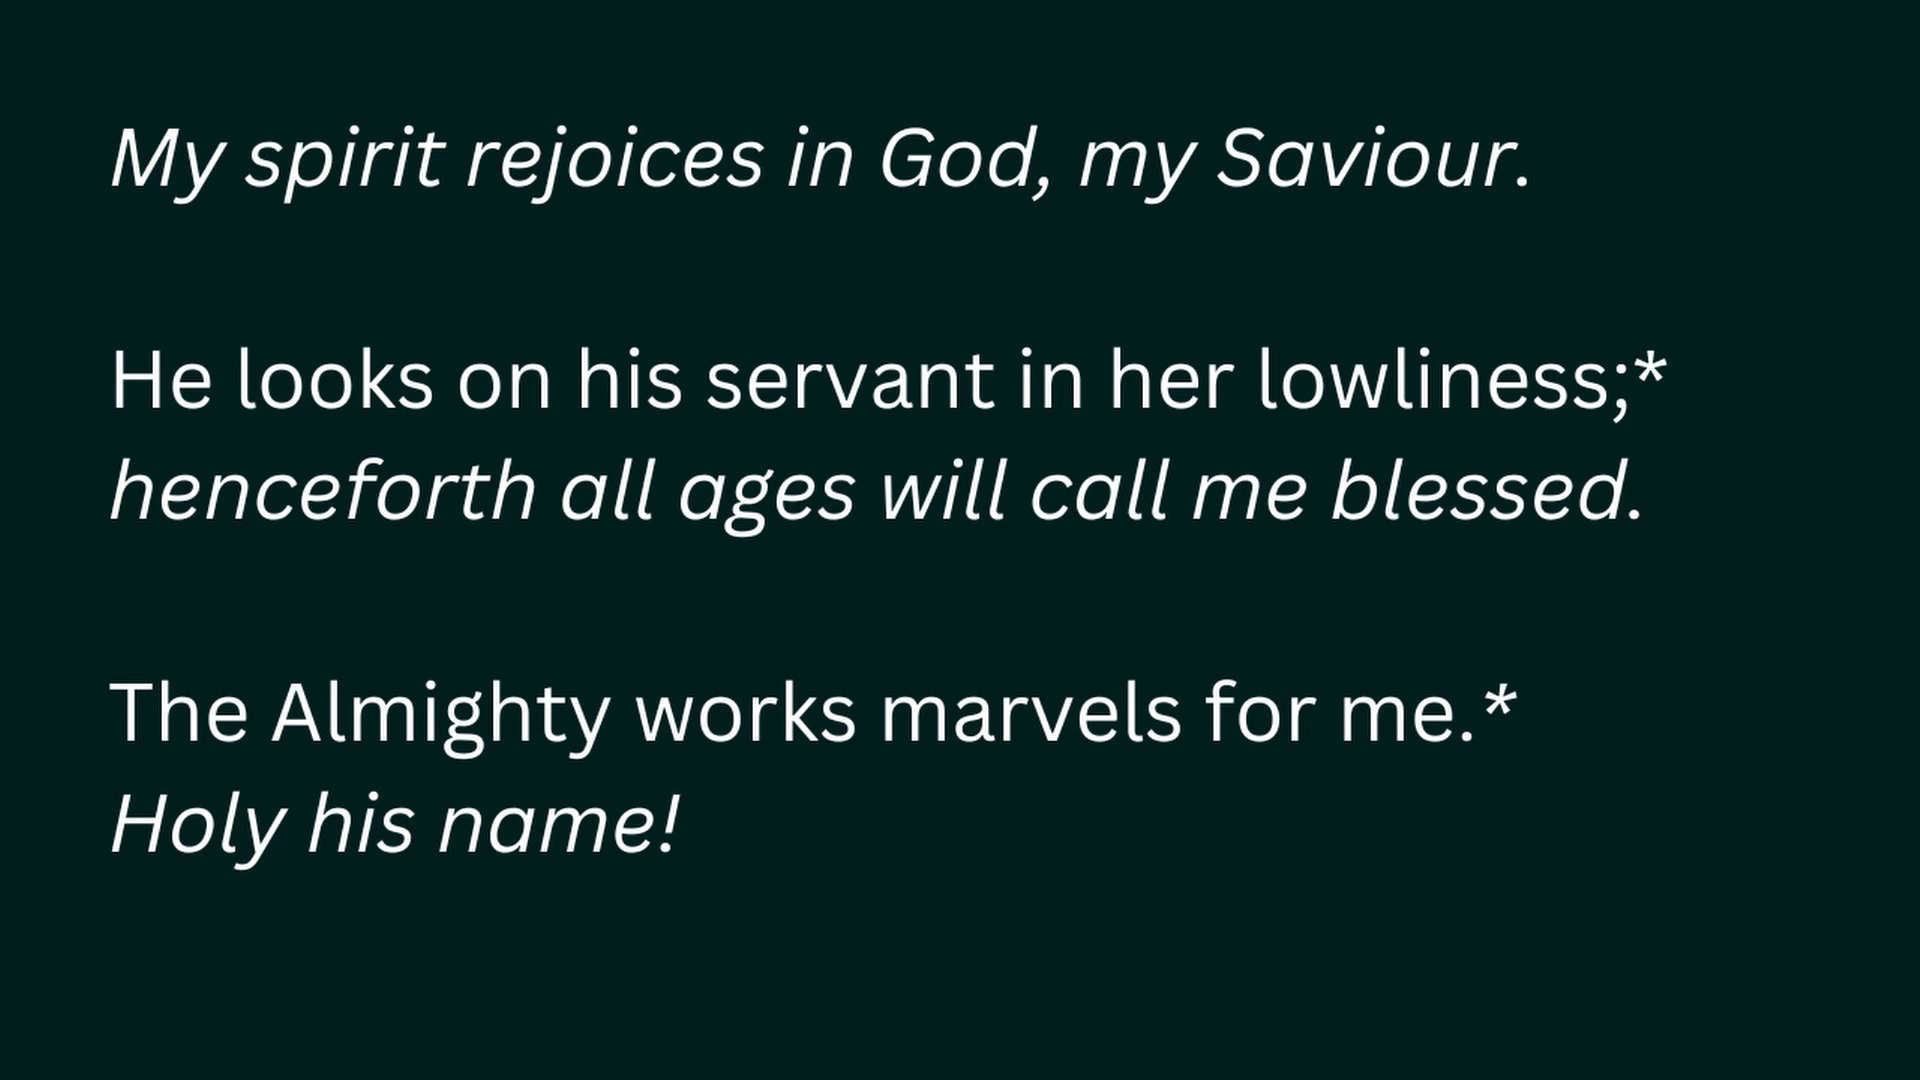 My spirit rejoices in God, my Saviour.
He looks on his servant in her lowliness;*
henceforth all ages will call me blessed.
The Almighty works marvels for me.*
Holy his name!